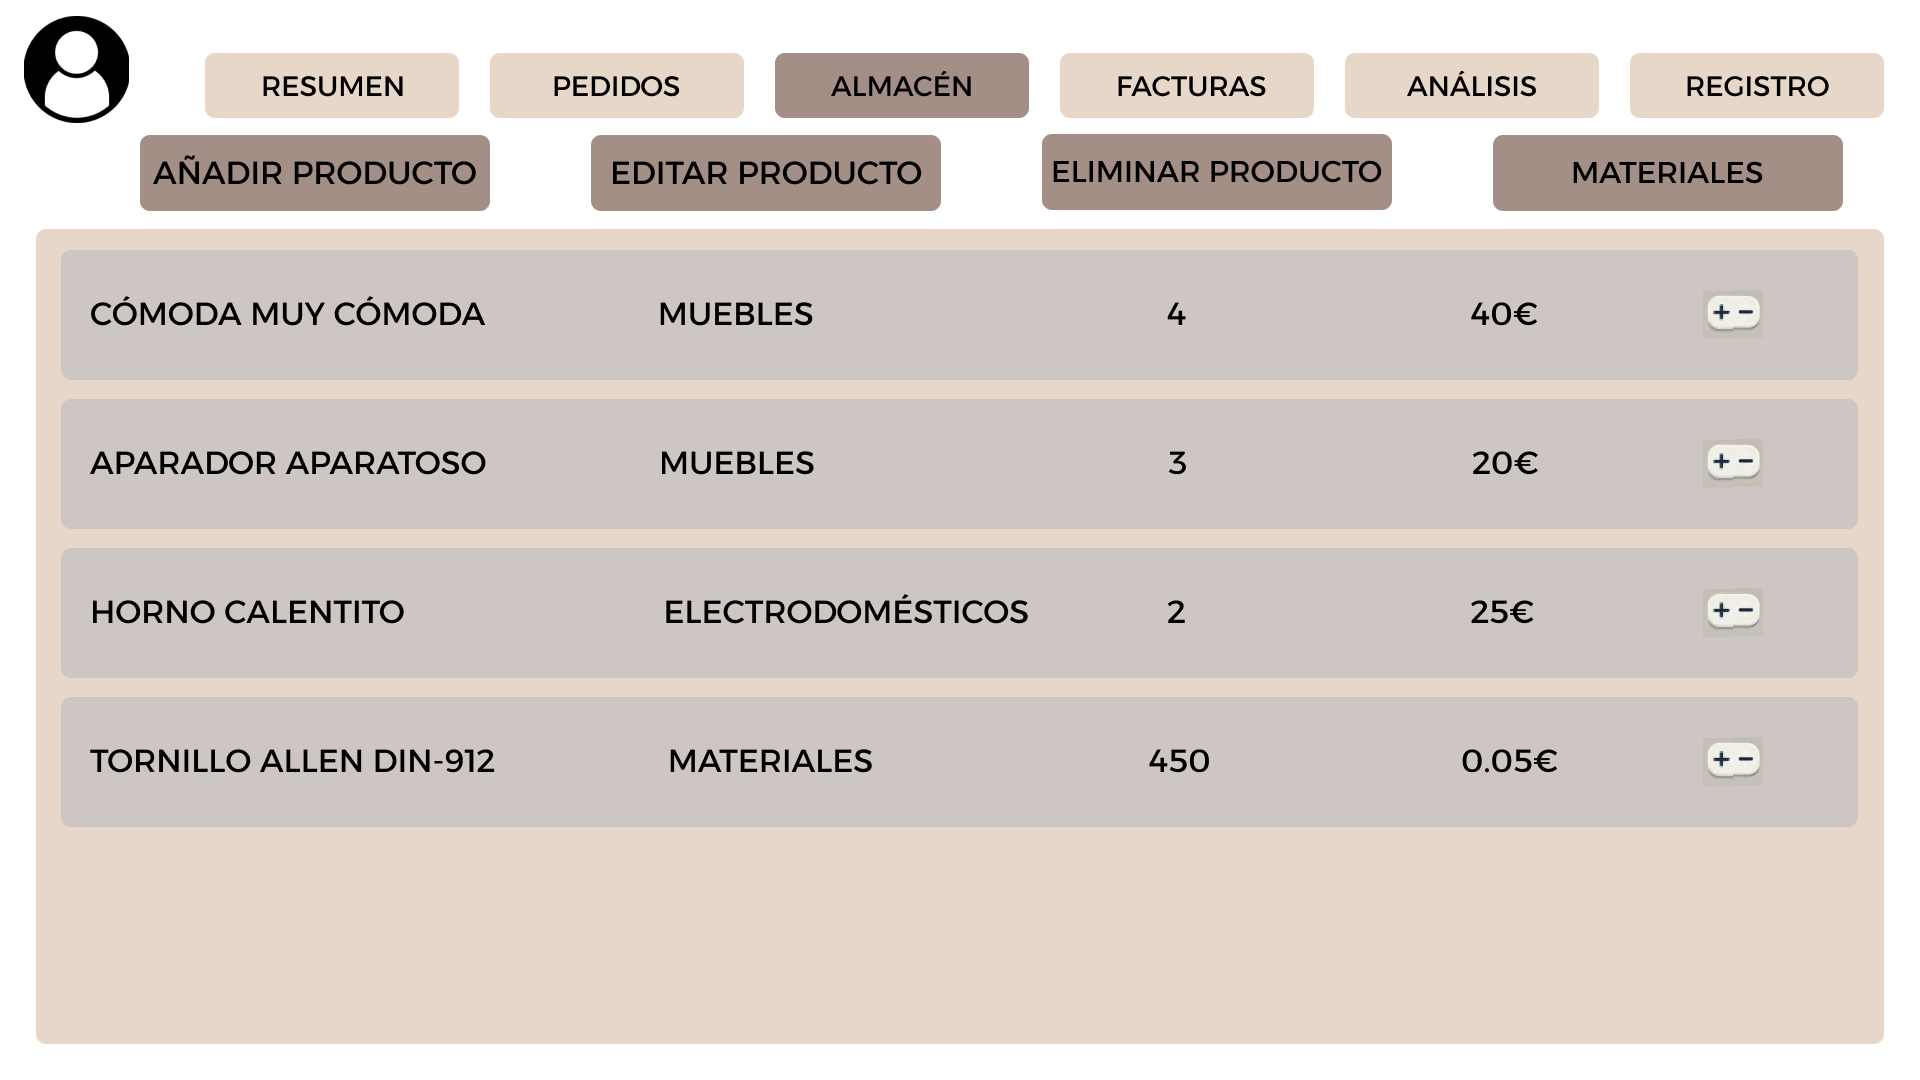 RESUMEN PEDIDOS ALMACÉN FACTURAS ANÁLISIS REGISTRO
AÑADIR PRODUCTO EDITAR PRODUCTO ELIMINAR PRODUCTO MATERIALES
CÓMODA MUY CÓMODA MUEBLES 4 40€ + −
APARADOR APARATOSO MUEBLES 3 20€ + −
HORNO CALENTITO ELECTRODOMÉSTICOS 2 25€ + −
TORNILLO ALLEN DIN-912 MATERIALES 450 0.05€ + −